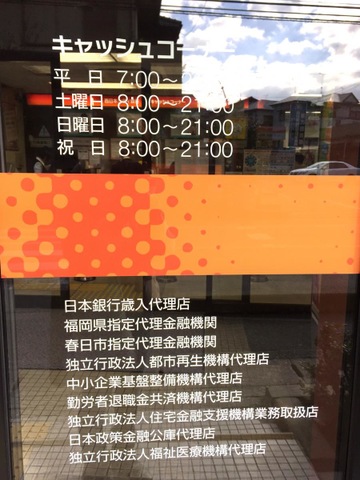 キャッシュコーナー
平　日 7:00～2
土曜日 8:00～21:00
日曜日 8:00～21:00
祝　日 8:00～21:00
日本銀行歳入代理店
福岡県指定代理金融機関
春日市指定代理金融機関
独立行政法人都市再生機構代理店
中小企業基盤整備機構代理店
勤労者退職金共済機構代理店
独立行政法人住宅金融支援機構業務取扱店
日本政策金融公庫代理店
独立行政法人福祉医療機構代理店